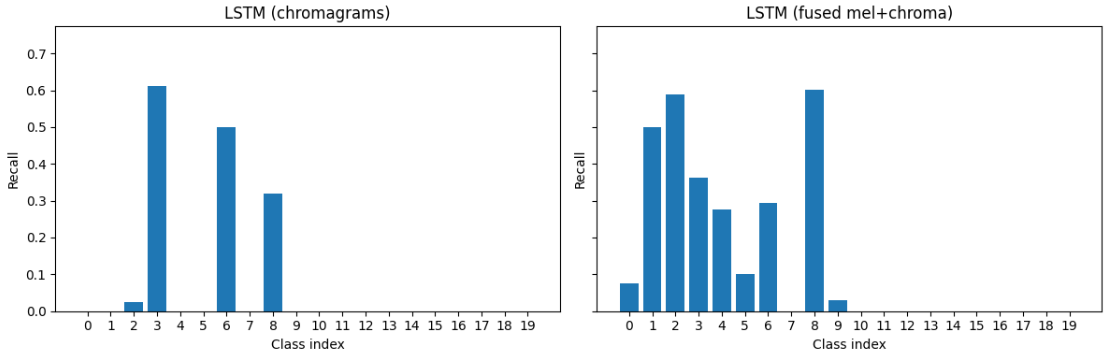 LSTM (chromagrams)
Recall
0.7
0.6
0.5
0.4
0.3
0.2
0.1
0.0
0 1 2 3 4 5 6 7 8 9 10 11 12 13 14 15 16 17 18 19
Class index
LSTM (fused mel+chroma)
Recall
0 1 2 3 4 5 6 7 8 9 10 11 12 13 14 15 16 17 18 19
Class index